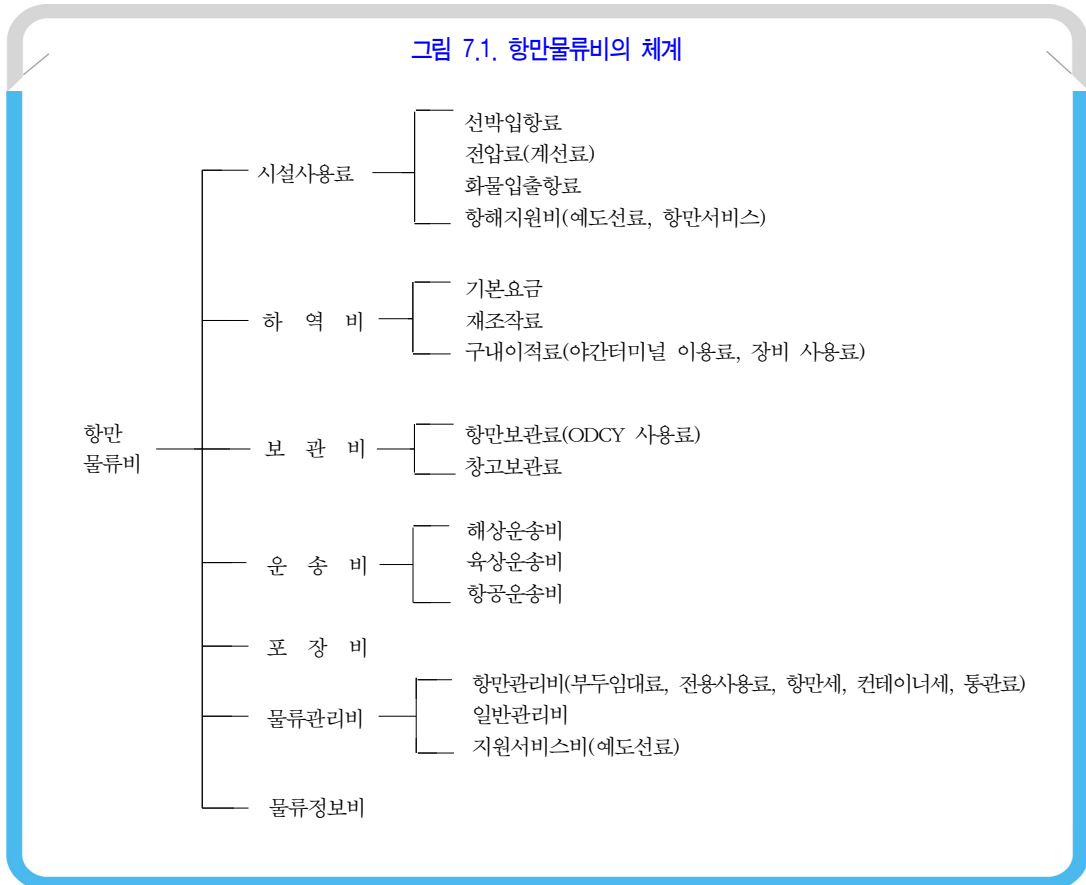 그림 7.1. 항만물류비의 체계
선박입항료
전압료(계선료)
시설사용료
화물입출항료
항해지원비(예도선료, 항만서비스)
기본요금
하 역 비
재조작료
구내이적료(야간터미널 이용료, 장비 사용료)
항만
물류비
항만보관료(ODCY 사용료)
보 관 비
창고보관료
해상운송비
운 송 비
육상운송비
항공운송비
포 장 비
항만관리비(부두임대료, 전용사용료, 항만세, 컨테이너세, 통관료)
물류관리비
일반관리비
지원서비스비(예도선료)
물류정보비